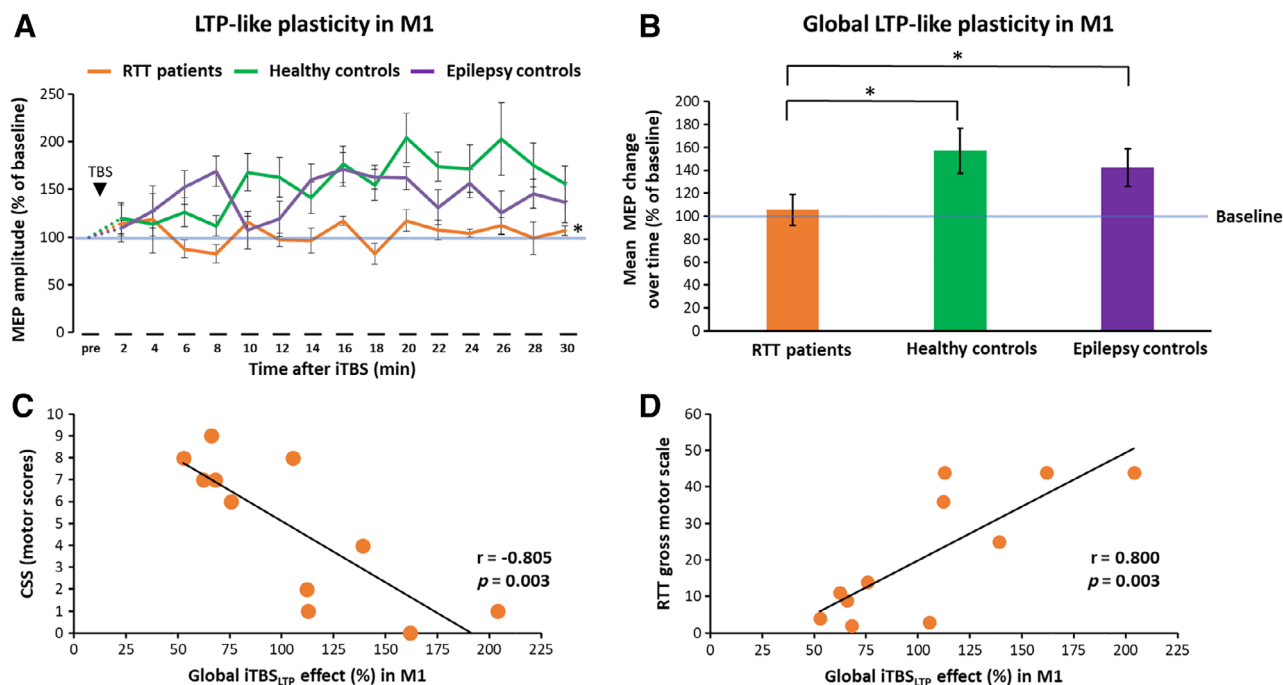 A
LTP-like plasticity in M1
RTT patients
Healthy controls
Epilepsy controls
MEP amplitude (% of baseline)
250
200
150
100
50
0
TBS
*
pre 2 4 6 8 10 12 14 16 18 20 22 24 26 28 30
Time after iTBS (min)
B
Global LTP-like plasticity in M1
*
*
Mean MEP change
over time (% of baseline)
200
180
160
140
120
100
80
60
40
20
0
Baseline
RTT patients
Healthy controls
Epilepsy controls
C
CSS (motor scores)
10
9
8
7
6
5
4
3
2
1
0
r = -0.805
p = 0.003
0 25 50 75 100 125 150 175 200 225
Global iTBSLTP effect (%) in M1
D
RTT gross motor scale
60
50
40
30
20
10
0
r = 0.800
p = 0.003
0 25 50 75 100 125 150 175 200 225
Global iTBSLTP effect (%) in M1